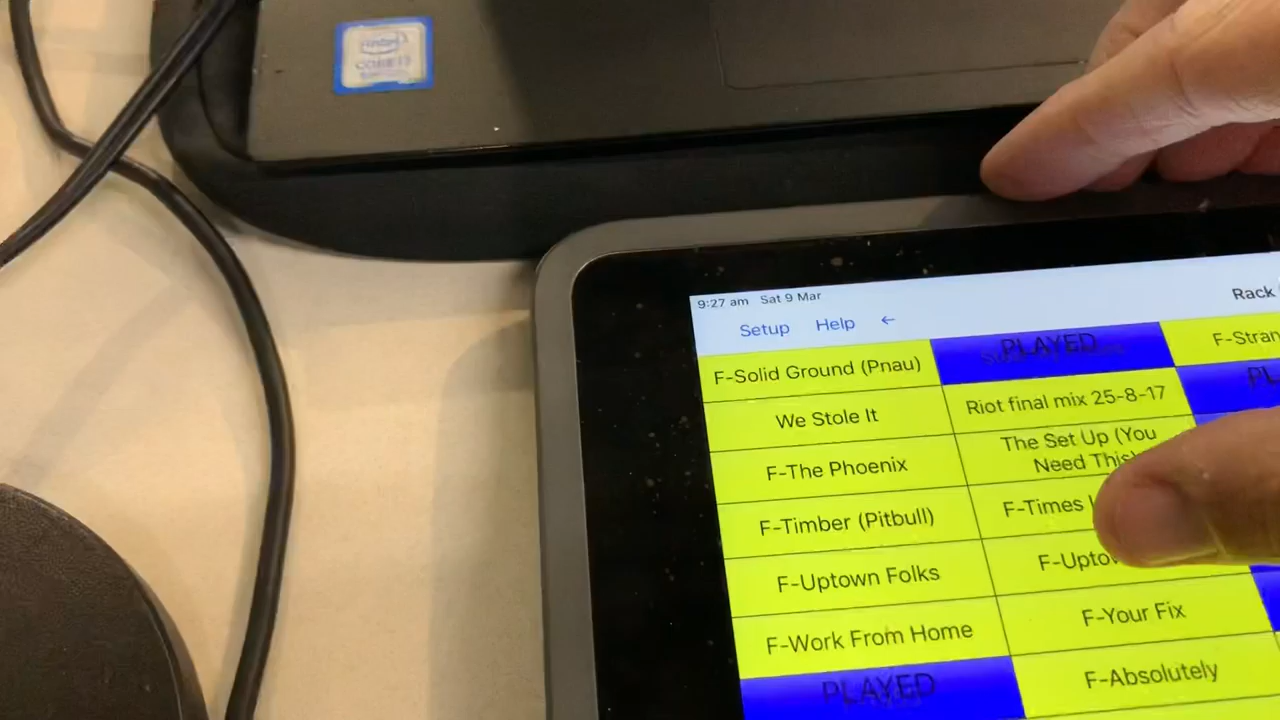 intel
CORE i7
9:27 am Sat 9 Mar
Rack
Setup Help ←
F-Solid Ground (Pnau)
PLAYED
F-Stran
We Stole It
Riot final mix 25-8-17
PL
F-The Phoenix
The Set Up (You
Need This)
F-Timber (Pitbull)
F-Times
F-Uptown Folks
F-Upto
F-Work From Home
F-Your Fix
PLAYED
F-Absolutely